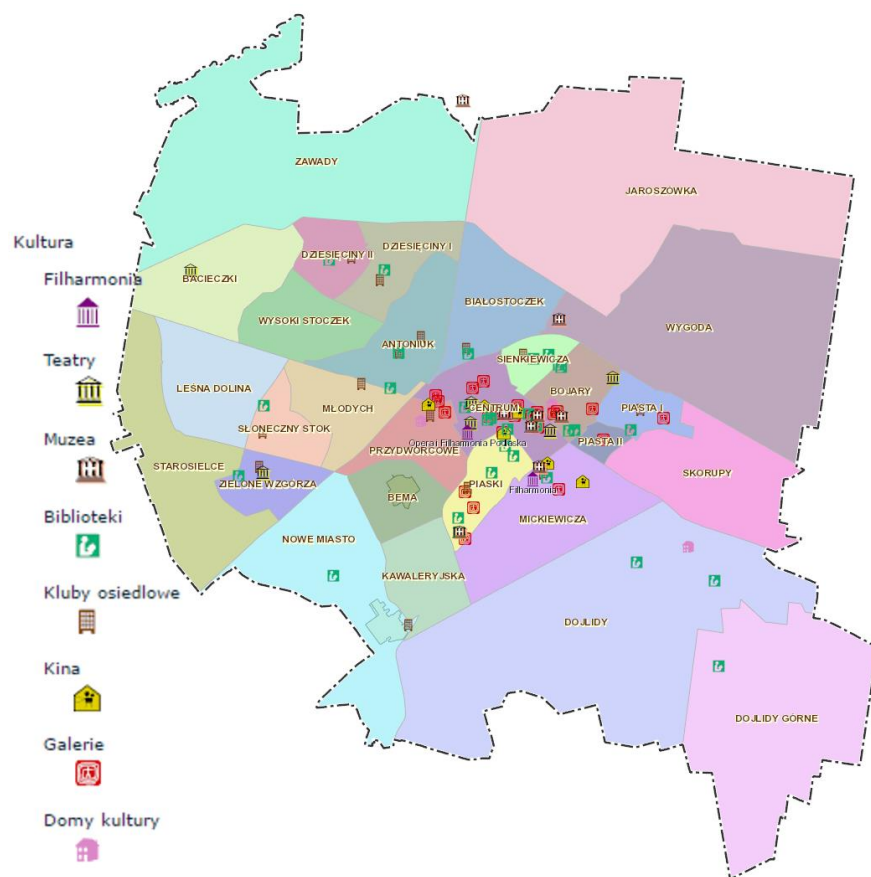 ZAWADY
JAROSZÓWKA
Kultura
DZIESIĘCINY I
DZIESIĘCINY II
BACIECZKI
Filharmonia
BIAŁOSTOCZEK
WYSOKI STOCZEK
WYGODA
ANTONIUK
SIENKIEWICZA
Teatry
LEŚNA DOLINA
BOJARY
MŁODYCH
CENTRUM
PIASTA I
SŁONECZNY STOK
Muzea
Opera i Filharmonia Podlaska
PIASTA II
PRZYDWORCOWE
STAROSIELCE
SKORUPY
ZIELONE WZGÓRZA
PIASKI
Filharmonia
BEMA
Biblioteki
MICKIEWICZA
NOWE MIASTO
KAWALERYJSKA
Kluby osiedlowe
DOJLIDY
Kina
DOJLIDY GÓRNE
Galerie
Domy kultury